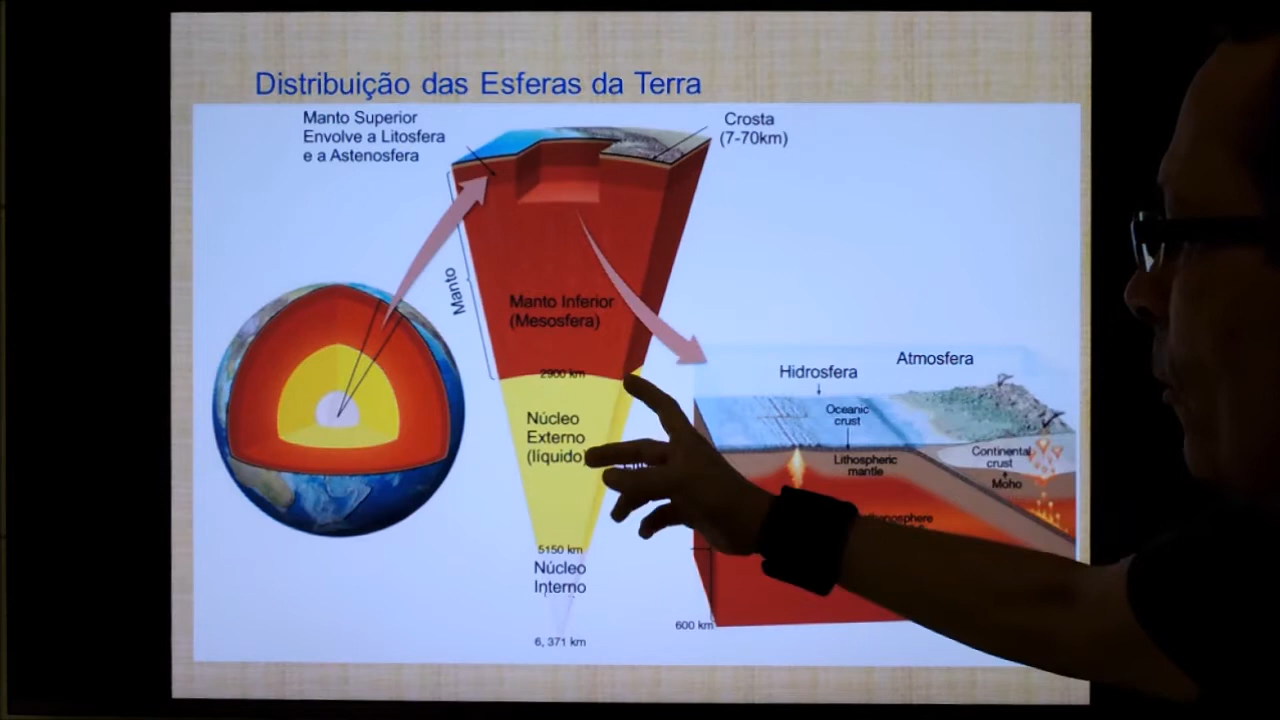 Distribuição das Esferas da Terra
Manto Superior
Envolve a Litosfera
e a Astenosfera
Crosta
(7-70km)
Manto
Manto Inferior
(Mesosfera)
2900 km
Núcleo
Externo
(líquido)
5150 km
Núcleo
Interno
6, 371 km
Atmosfera
Hidrosfera
Oceanic
crust
Lithospheric
mantle
Continental
crust
Moho
600 km